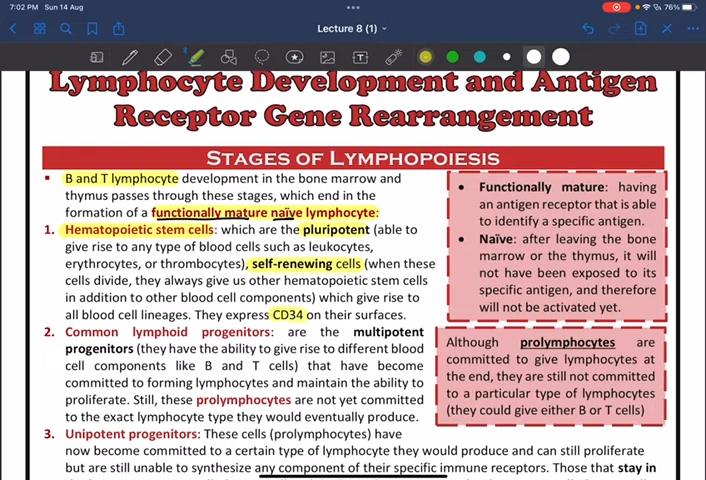 7:02 PM Sun 14 Aug
76%
Lecture 8 (1)
Lymphocyte Development and Antigen
Receptor Gene Rearrangement
STAGES OF LYMPHOPOIESIS
▪ B and T lymphocyte development in the bone marrow and
thymus passes through these stages, which end in the
formation of a functionally mature naïve lymphocyte:
1. Hematopoietic stem cells: which are the pluripotent (able to
give rise to any type of blood cells such as leukocytes,
erythrocytes, or thrombocytes), self-renewing cells (when these
cells divide, they always give us other hematopoietic stem cells
in addition to other blood cell components) which give rise to
all blood cell lineages. They express CD34 on their surfaces.
2. Common lymphoid progenitors: are the multipotent
progenitors (they have the ability to give rise to different blood
cell components like B and T cells) that have become
committed to forming lymphocytes and maintain the ability to
proliferate. Still, these prolymphocytes are not yet committed
to the exact lymphocyte type they would eventually produce.
3. Unipotent progenitors: These cells (prolymphocytes) have
now become committed to a certain type of lymphocyte they would produce and can still proliferate
but are still unable to synthesize any component of their specific immune receptors. Those that stay in
• Functionally mature: having
an antigen receptor that is able
to identify a specific antigen.
• Naïve: after leaving the bone
marrow or the thymus, it will
not have been exposed to its
specific antigen, and therefore
will not be activated yet.
Although prolymphocytes are
committed to give lymphocytes at
the end, they are still not committed
to a particular type of lymphocytes
(they could give either B or T cells)